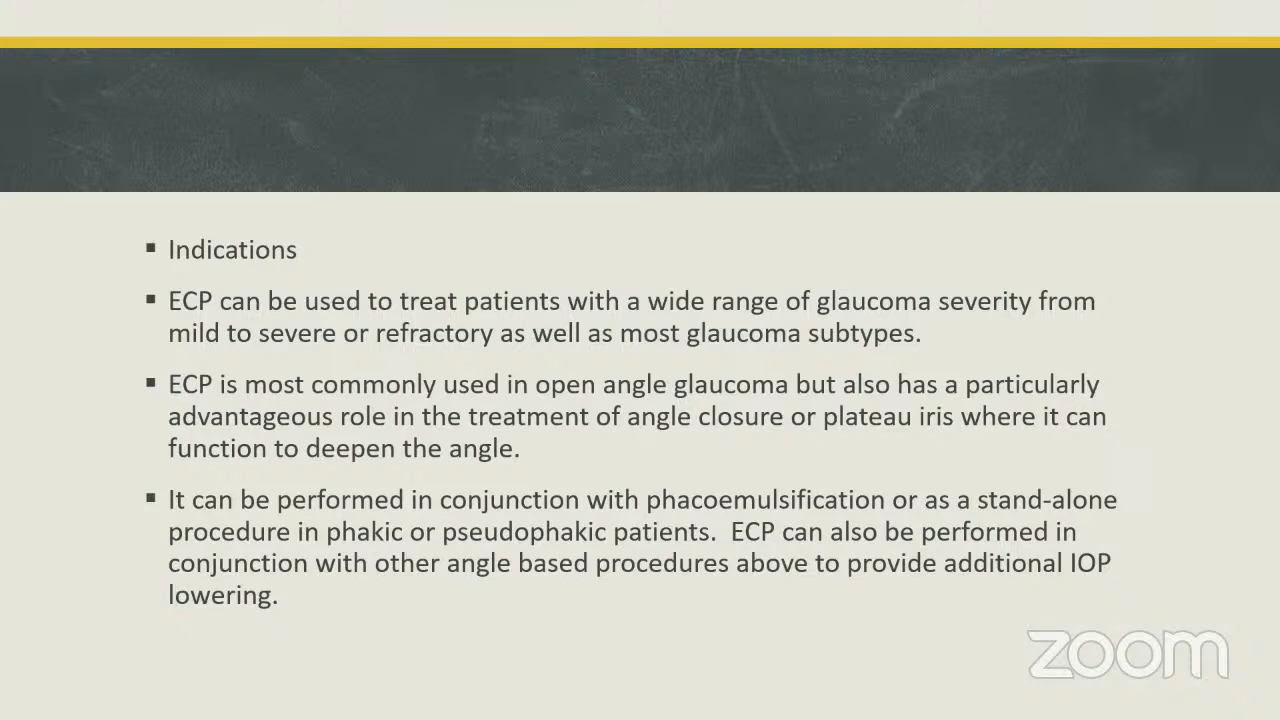 ▪ Indications
▪ ECP can be used to treat patients with a wide range of glaucoma severity from
mild to severe or refractory as well as most glaucoma subtypes.
▪ ECP is most commonly used in open angle glaucoma but also has a particularly
advantageous role in the treatment of angle closure or plateau iris where it can
function to deepen the angle.
▪ It can be performed in conjunction with phacoemulsification or as a stand-alone
procedure in phakic or pseudophakic patients.  ECP can also be performed in
conjunction with other angle based procedures above to provide additional IOP
lowering.
zoom